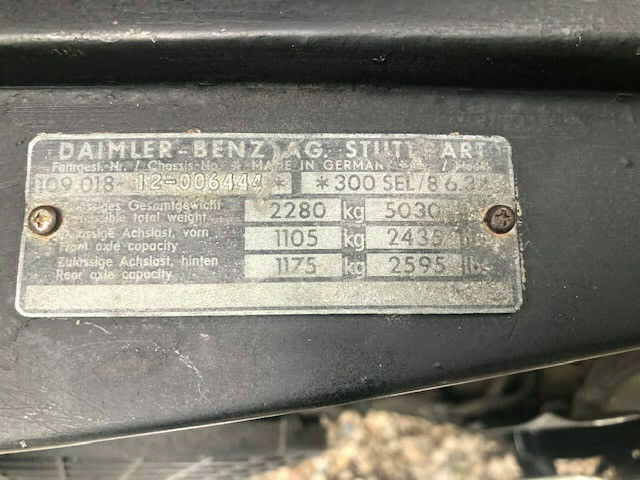 DAIMLER-BENZ AG. STUTTGART
Fahrgest. Nr. / Chassis-No. MADE IN GERMANY
109 018-12-006444 * *300 SEL/8 6.3*
Gesamtgewicht 2280 kg 5030
total weight
Achslast, vorn 1105 kg 2435 lbs
Front axle capacity
Zulässige Achslast, hinten 1175 kg 2595 lbs
Rear axle capacity